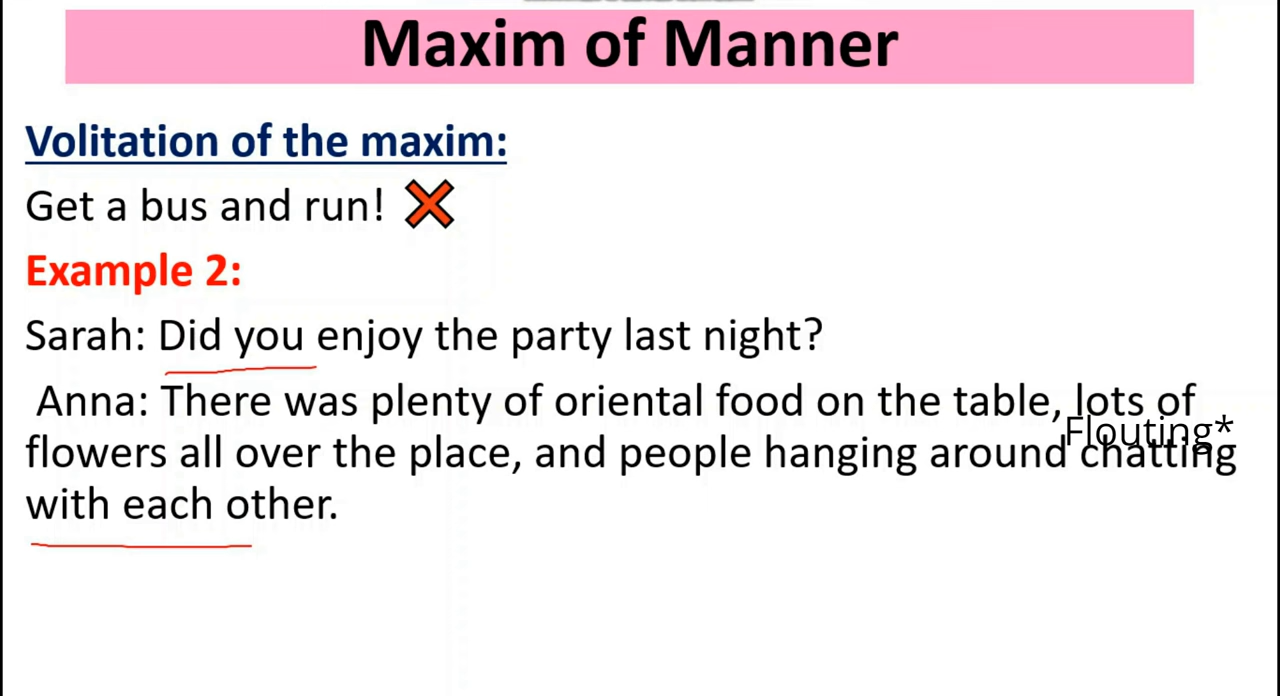 Maxim of Manner
Volitation of the maxim:
Get a bus and run!
Example 2:
Sarah: Did you enjoy the party last night?
Anna: There was plenty of oriental food on the table, lots of
Flouting*
flowers all over the place, and people hanging around chatting
with each other.